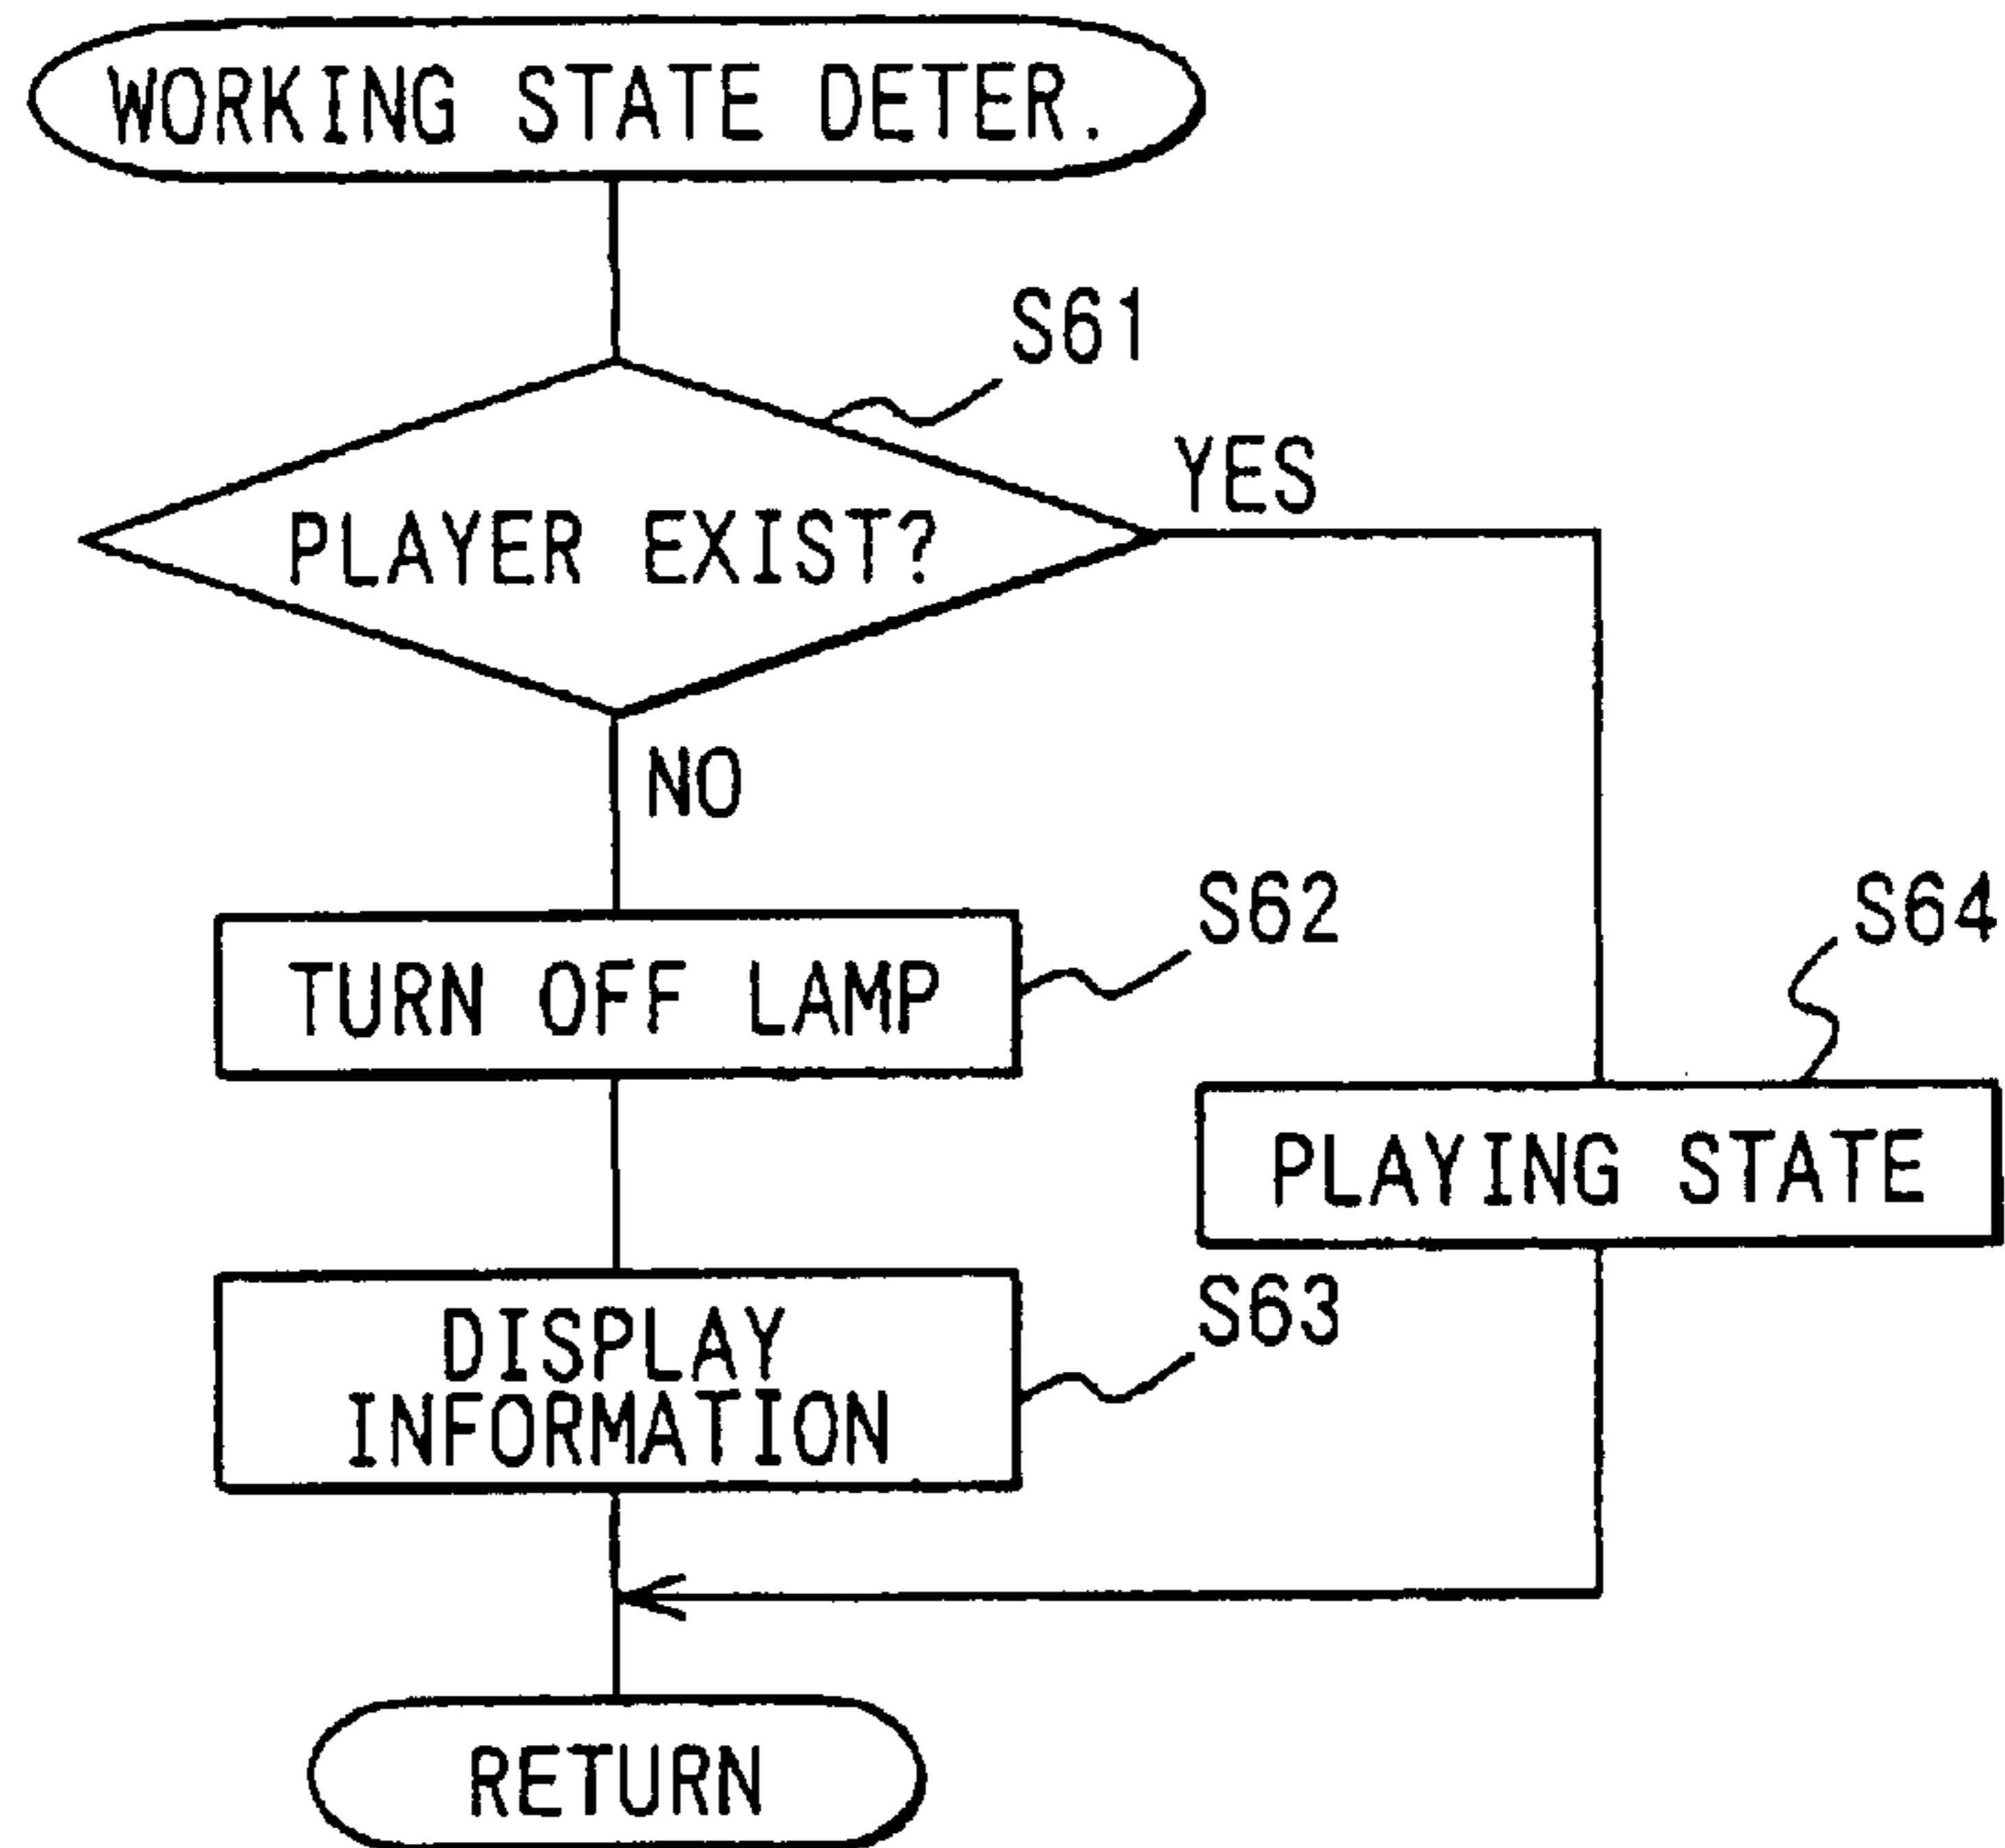 WORKING STATE DETER.
S61
YES
PLAYER EXIST?
NO
S62
S64
TURN OFF LAMP
PLAYING STATE
S63
DISPLAY
INFORMATION
RETURN